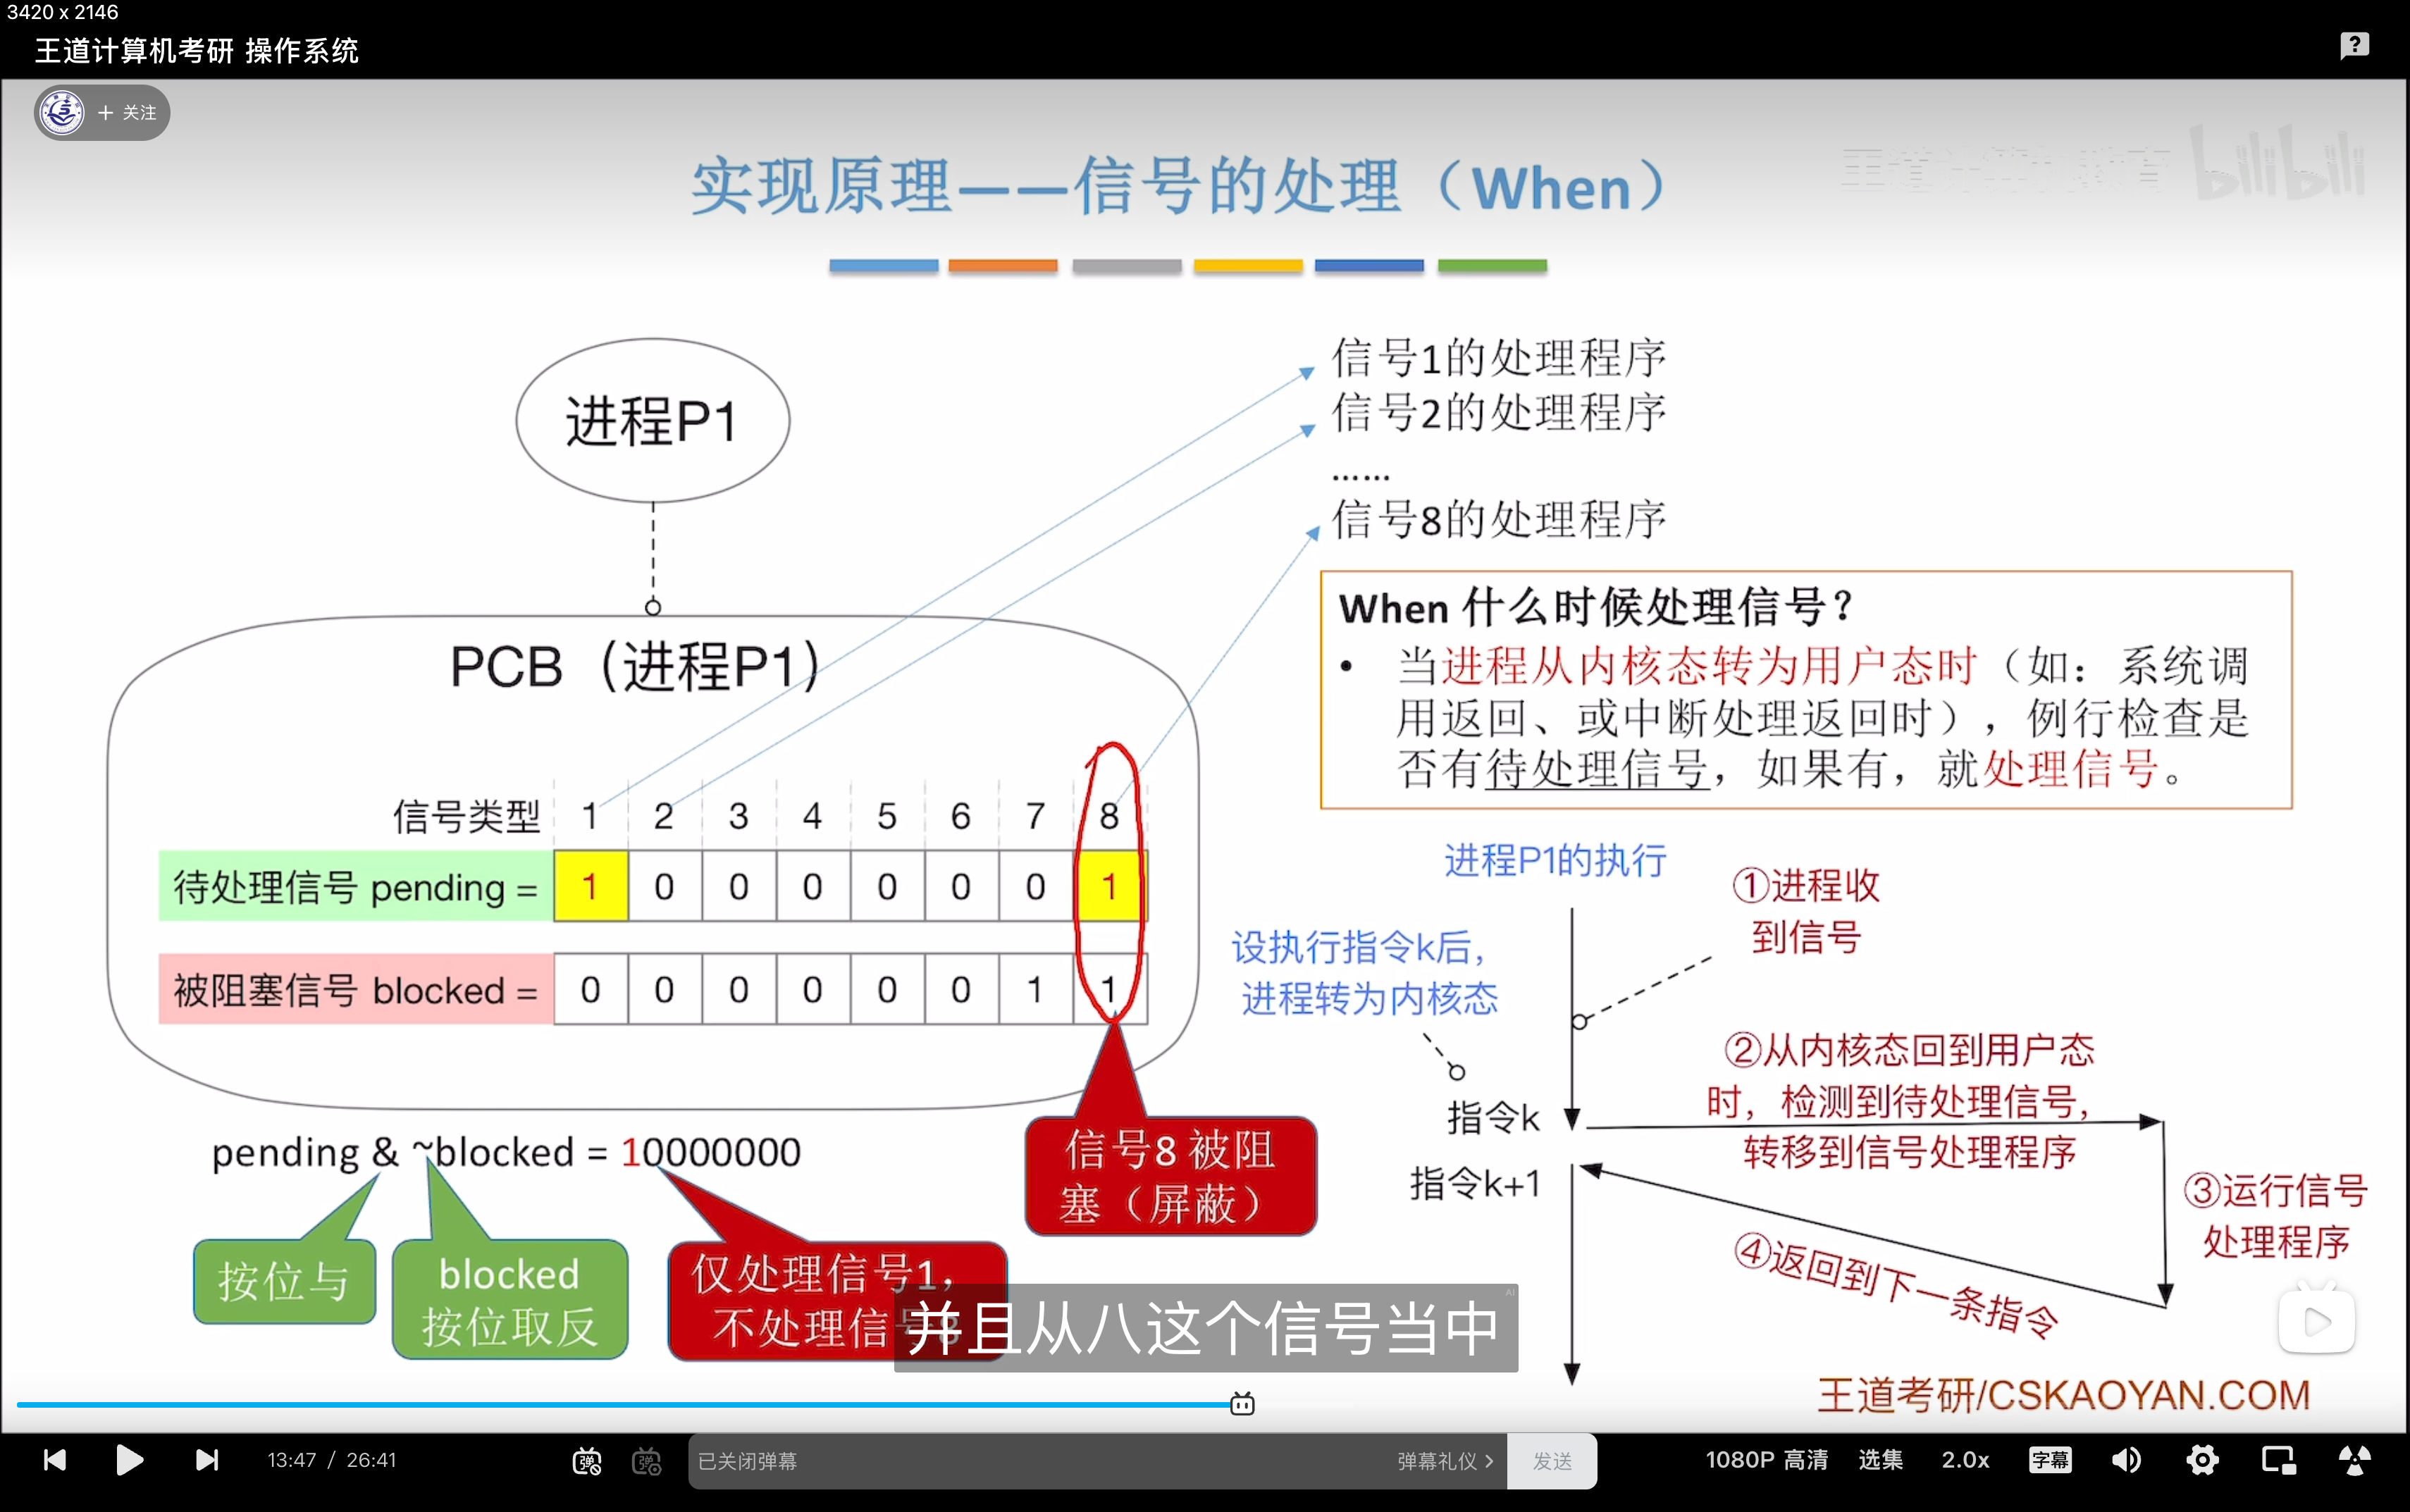 3420 x 2146
王道计算机考研 操作系统
+ 关注
王道计算机教育 bilibili
实现原理——信号的处理（When）
信号1的处理程序
信号2的处理程序
......
信号8的处理程序
进程P1
When 什么时候处理信号？
• 当进程从内核态转为用户态时（如：系统调
用返回、或中断处理返回时），例行检查是
否有待处理信号，如果有，就处理信号。
PCB（进程P1）
信号类型 1 2 3 4 5 6 7 8
待处理信号 pending = 1 0 0 0 0 0 0 1
被阻塞信号 blocked = 0 0 0 0 0 0 1 1
进程P1的执行
①进程收
到信号
设执行指令k后，
进程转为内核态
②从内核态回到用户态
时，检测到待处理信号，
转移到信号处理程序
指令k
指令k+1
③运行信号
处理程序
④返回到下一条指令
pending & ~blocked = 10000000
信号8 被阻
塞（屏蔽）
按位与
blocked
按位取反
仅处理信号1，
不处理信号8
并且从八这个信号当中
AI
王道考研/CSKAOYAN.COM
13:47 / 26:41
弹
弹
已关闭弹幕
弹幕礼仪 >
发送
1080P 高清
选集
2.0x
字幕